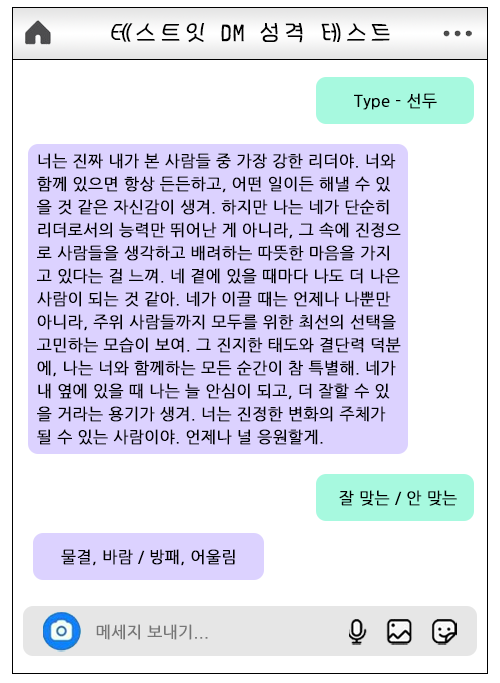 테스트잇 DM 성격 테스트
Type - 선두
너는 진짜 내가 본 사람들 중 가장 강한 리더야. 너와
함께 있으면 항상 든든하고, 어떤 일이든 해낼 수 있
을 것 같은 자신감이 생겨. 하지만 나는 네가 단순히
리더로서의 능력만 뛰어난 게 아니라, 그 속에 진정으
로 사람들을 생각하고 배려하는 따뜻한 마음을 가지
고 있다는 걸 느껴. 네 곁에 있을 때마다 나도 더 나은
사람이 되는 것 같아. 네가 이끌 때는 언제나 나뿐만
아니라, 주위 사람들까지 모두를 위한 최선의 선택을
고민하는 모습이 보여. 그 진지한 태도와 결단력 덕분
에, 나는 너와 함께하는 모든 순간이 참 특별해. 네가
내 옆에 있을 때 나는 늘 안심이 되고, 더 잘할 수 있
을 거라는 용기가 생겨. 너는 진정한 변화의 주체가
될 수 있는 사람이야. 언제나 널 응원할게.
잘 맞는 / 안 맞는
물결, 바람 / 방패, 어울림
메세지 보내기...